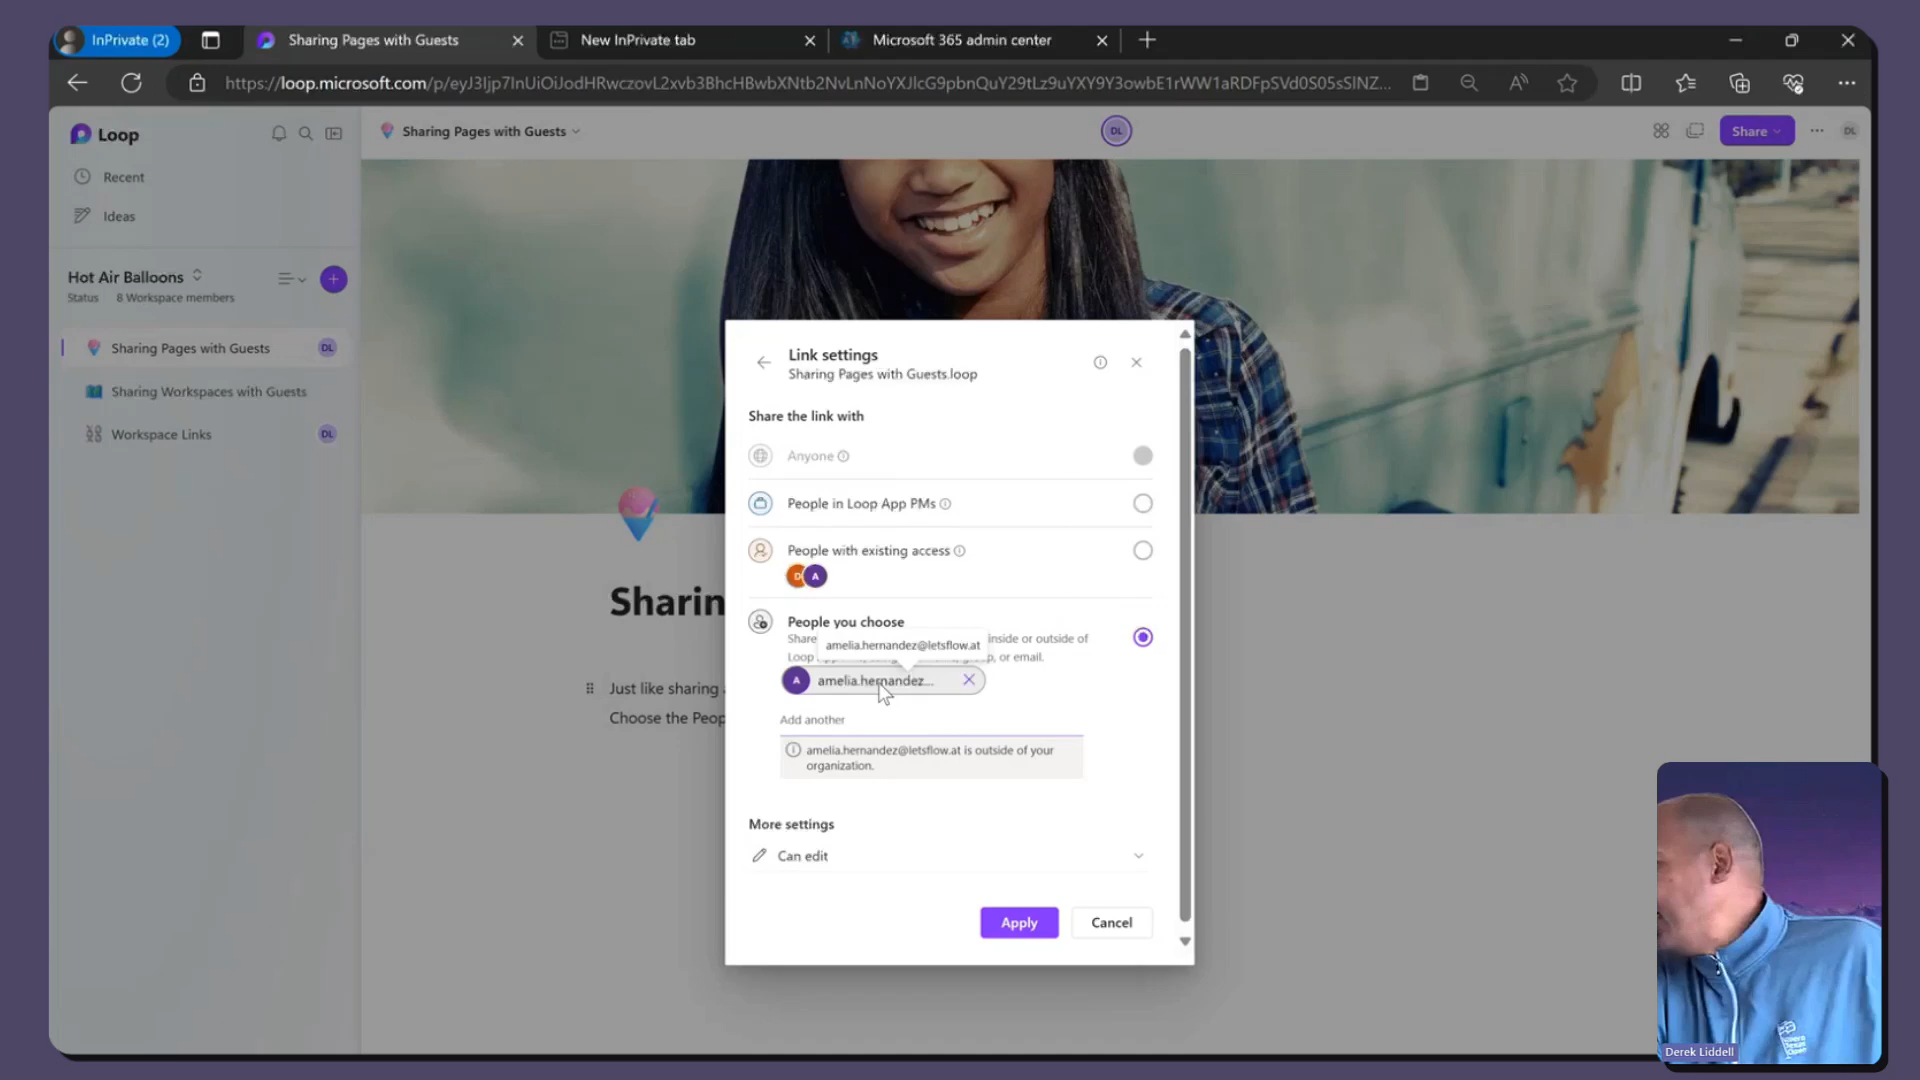 InPrivate (2)
Sharing Pages with Guests
New InPrivate tab
Microsoft 365 admin center
Loop
Recent
Ideas
Hot Air Balloons
Status 8 Workspace members
Sharing Pages with Guests DL
Sharing Workspaces with Guests
Workspace Links DL
Sharing Pages with Guests
DL
Share
DL
Sharin
Just like sharing
Choose the Peop
Link settings
Sharing Pages with Guests.loop
Share the link with
Anyone
People in Loop App PMs
People with existing access
D A
People you choose
Share
inside or outside of
amelia.hernandez@letsflow.at
or email.
A amelia.hernandez...
Add another
amelia.hernandez@letsflow.at is outside of your
organization.
More settings
Can edit
Apply
Cancel
Derek Liddell